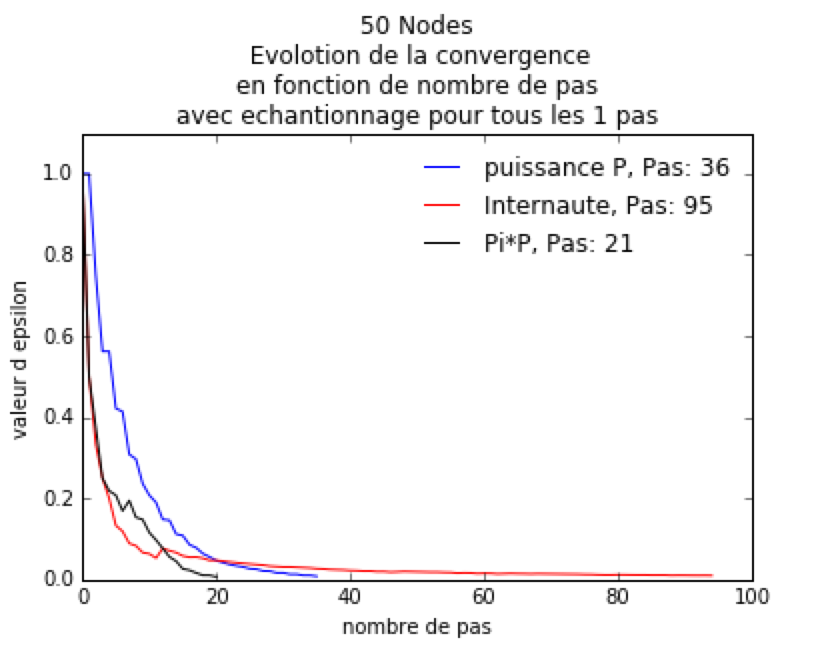 50 Nodes
Evolotion de la convergence
en fonction de nombre de pas
avec echantionnage pour tous les 1 pas
puissance P, Pas: 36
Internaute, Pas: 95
Pi*P, Pas: 21
valeur d epsilon
1.0
0.8
0.6
0.4
0.2
0.0
0 20 40 60 80 100
nombre de pas